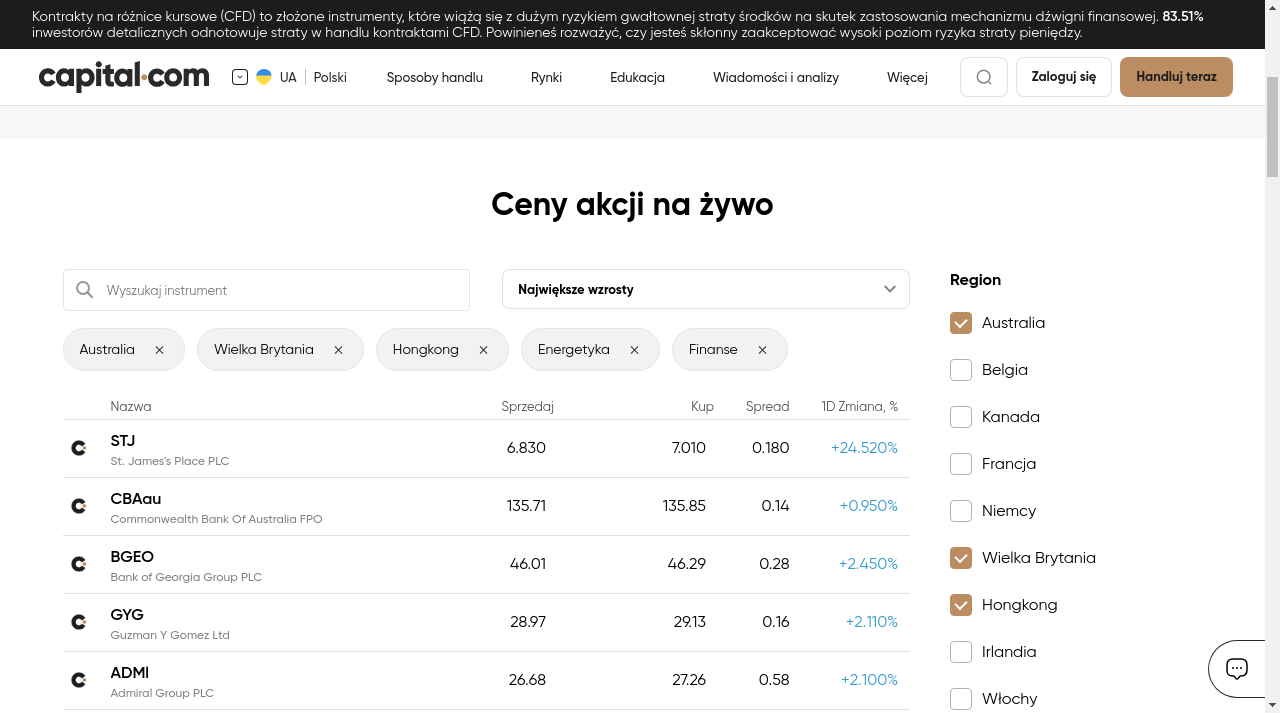 Kontrakty na różnice kursowe (CFD) to złożone instrumenty, które wiążą się z dużym ryzykiem gwałtownej straty środków na skutek zastosowania mechanizmu dźwigni finansowej. 83.51%
inwestorów detalicznych odnotowuje straty w handlu kontraktami CFD. Powinieneś rozważyć, czy jesteś skłonny zaakceptować wysoki poziom ryzyka straty pieniędzy.
capital.com UA Polski Sposoby handlu Rynki Edukacja Wiadomości i analizy Więcej Zaloguj się Handluj teraz
Ceny akcji na żywo
Wyszukaj instrument
Największe wzrosty
Australia
Wielka Brytania
Hongkong
Energetyka
Finanse
Nazwa Sprzedaj Kup Spread 1D Zmiana, %
STJ 6.830 7.010 0.180 +24.520%
St. James's Place PLC
CBAau 135.71 135.85 0.14 +0.950%
Commonwealth Bank Of Australia FPO
BGEO 46.01 46.29 0.28 +2.450%
Bank of Georgia Group PLC
GYG 28.97 29.13 0.16 +2.110%
Guzman Y Gomez Ltd
ADMl 26.68 27.26 0.58 +2.100%
Admiral Group PLC
Region
Australia
Belgia
Kanada
Francja
Niemcy
Wielka Brytania
Hongkong
Irlandia
Włochy